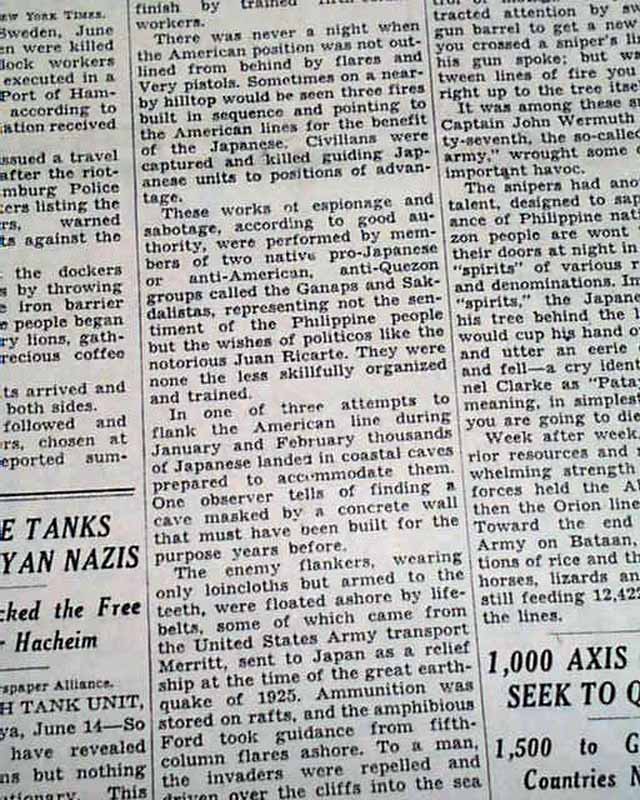 EW YORK TIMES.
Sweden, June
en were killed
lock workers
executed in a
Port of Ham-
according to
ation received
ssued a travel
after the riot-
mburg Police
ers listing the
rs, warned
ts against the
the dockers
s by throwing
e iron barrier
e people began
ry lions, gath-
recious coffee
ts arrived and
both sides.
followed and
rs, chosen at
eported sum-
E TANKS
YAN NAZIS
cked the Free
r Hacheim
spaper Alliance.
H TANK UNIT,
ya, June 14—So
have revealed
ns but nothing
utionary. This
finish by trained
workers.
There was never a night when
the American position was not out-
lined from behind by flares and
Very pistols. Sometimes on a near-
by hilltop would be seen three fires
built in sequence and pointing to
the American lines for the benefit
of the Japanese. Civilians were
captured and killed guiding Jap-
anese units to positions of advan-
tage.
These works of espionage and
sabotage, according to good au-
thority, were performed by mem-
bers of two native pro-Japanese
or anti-American, anti-Quezon
groups called the Ganaps and Sak-
dalistas, representing not the sen-
timent of the Philippine people
but the wishes of politicos like the
notorious Juan Ricarte. They were
none the less skillfully organized
and trained.
In one of three attempts to
flank the American line during
January and February thousands
of Japanese landed in coastal caves
prepared to accommodate them.
One observer tells of finding a
cave masked by a concrete wall
that must have been built for the
purpose years before.
The enemy flankers, wearing
only loincloths but armed to the
teeth, were floated ashore by life-
belts, some of which came from
the United States Army transport
Merritt, sent to Japan as a relief
ship at the time of the great earth-
quake of 1925. Ammunition was
stored on rafts, and the amphibious
Ford took guidance from fifth-
column flares ashore. To a man,
the invaders were repelled and
driven over the cliffs into the sea
tracted attention by sw
gun barrel to get a new
you crossed a sniper's li
his gun spoke; but wa
tween lines of fire you
right up to the tree itse
It was among these s
Captain John Wermuth
ty-seventh, the so-calle
army," wrought some
important havoc.
The snipers had ano
talent, designed to sap
ance of Philippine nat
zon people are wont
their doors at night in
"spirits" of various r
and denominations. In
"spirits," the Japane
his tree behind the l
would cup his hand o
and utter an eerie
and fell—a cry ident
nel Clarke as "Pata
meaning, in simplest
you are going to die
Week after week,
rior resources and
whelming strength
forces held the A
then the Orion line
Toward the end
Army on Bataan,
tions of rice and th
horses, lizards an
still feeding 12,422
the lines.
1,000 AXIS
SEEK TO Q
1,500 to G
Countries N